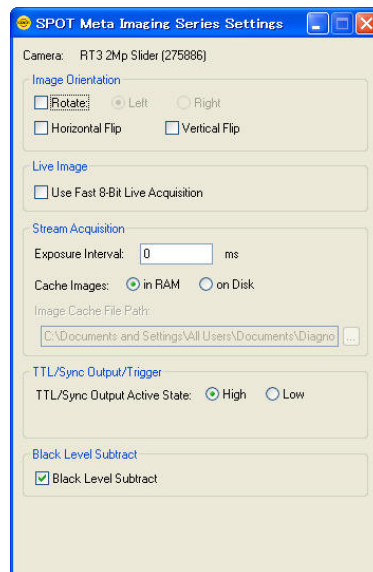 SPOT Meta Imaging Series Settings
Camera: RT3 2Mp Slider (275886)
Image Orientation
Rotate: Left Right
Horizontal Flip Vertical Flip
Live Image
Use Fast 8-Bit Live Acquisition
Stream Acquisition
Exposure Interval: 0 ms
Cache Images: in RAM on Disk
Image Cache File Path:
C:\Documents and Settings\All Users\Documents\Diagno ...
TTL/Sync Output/Trigger
TTL/Sync Output Active State: High Low
Black Level Subtract
Black Level Subtract